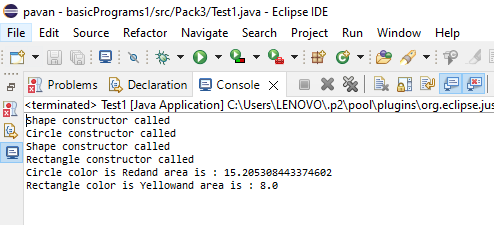 pavan - basicPrograms1/src/Pack3/Test1.java - Eclipse IDE
File Edit Source Refactor Navigate Search Project Run Window Help
Problems Declaration Console
<terminated> Test1 [Java Application] C:\Users\LENOVO\.p2\pool\plugins\org.eclipse.jus
Shape constructor called
Circle constructor called
Shape constructor called
Rectangle constructor called
Circle color is Redand area is : 15.205308443374602
Rectangle color is Yellowand area is : 8.0